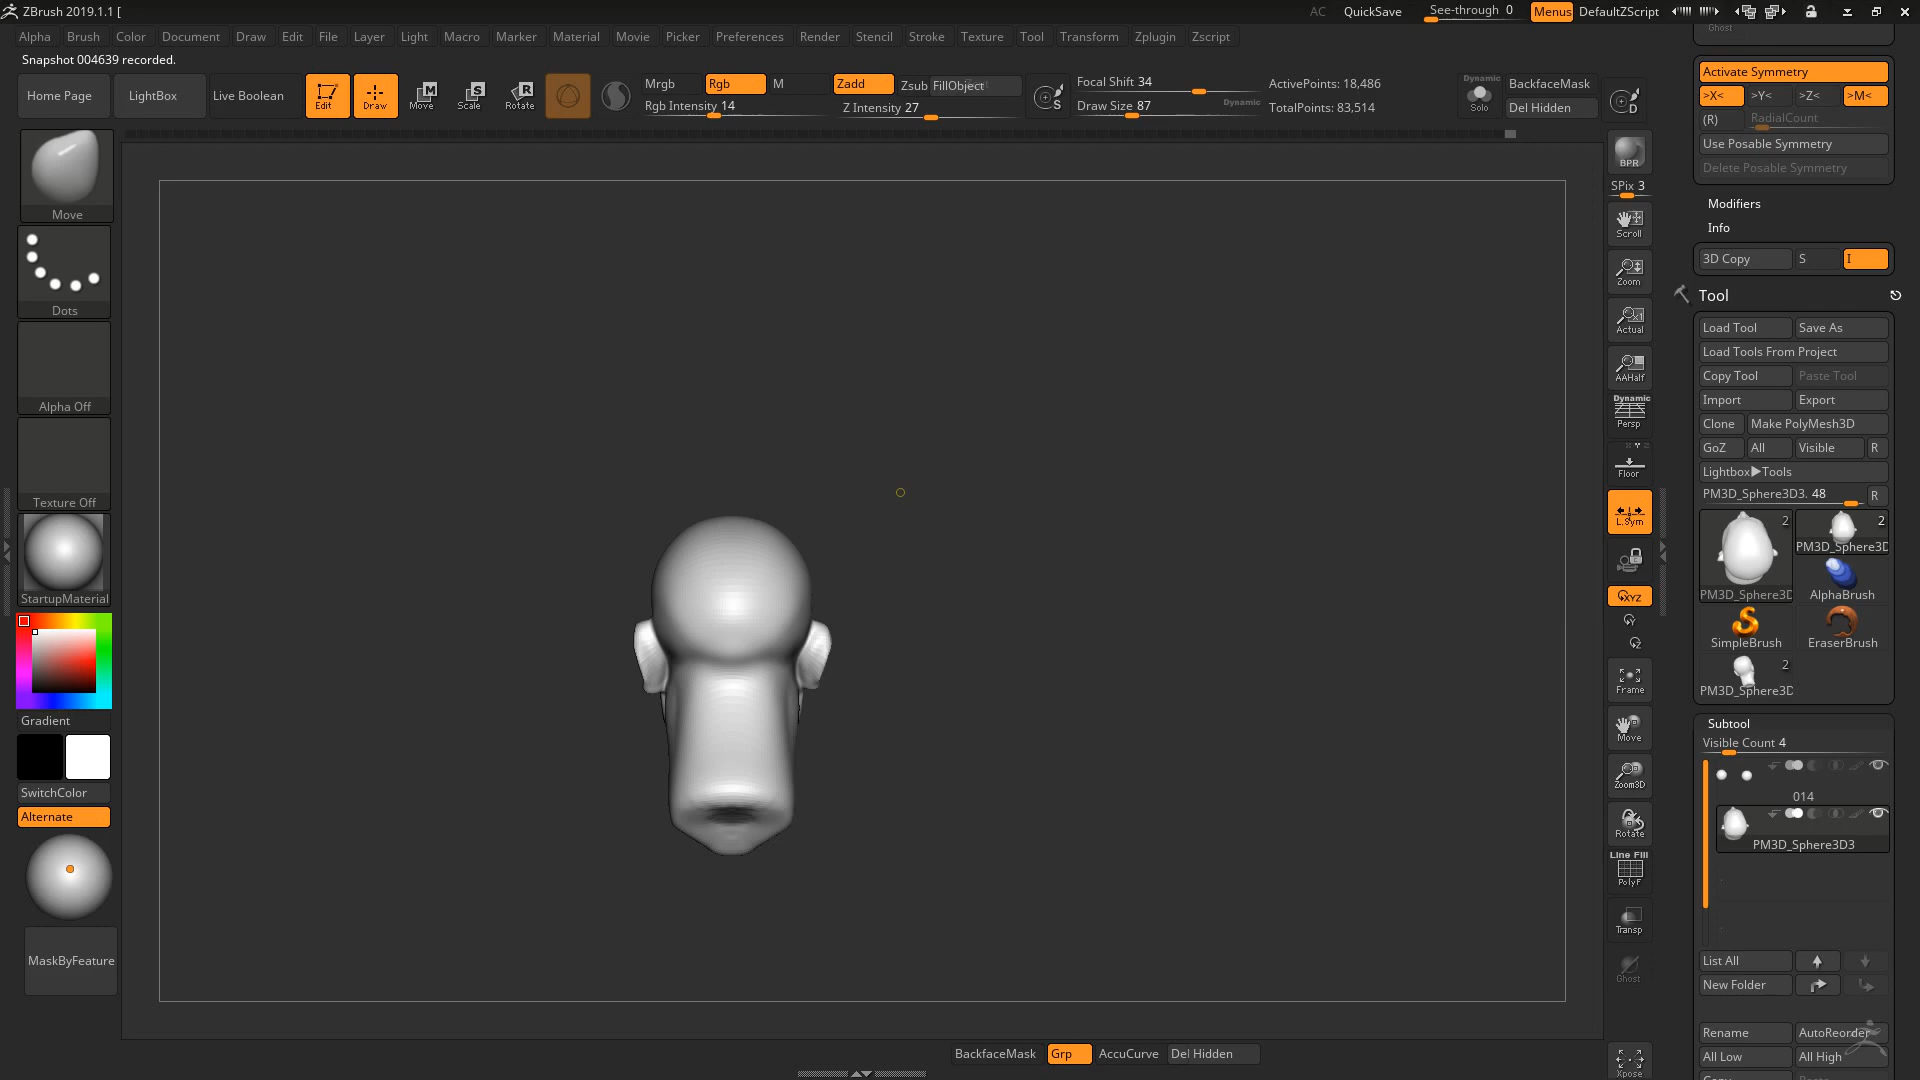 ZBrush 2019.1.1 [
AC QuickSave See-through 0 Menus DefaultZScript
Alpha Brush Color Document Draw Edit File Layer Light Macro Marker Material Movie Picker Preferences Render Stencil Stroke Texture Tool Transform Zplugin Zscript
Snapshot 004639 recorded.
Home Page LightBox Live Boolean Edit Draw Move Scale Rotate
Mrgb Rgb M Zadd Zsub FillObject
Rgb Intensity 14 Z Intensity 27
Focal Shift 34
Draw Size 87 Dynamic
ActivePoints: 18,486
TotalPoints: 83,514
Dynamic
Solo
BackfaceMask
Del Hidden
Move
Dots
Alpha Off
Texture Off
StartupMaterial
Gradient
SwitchColor
Alternate
MaskByFeature
BPR
SPix 3
Scroll
Zoom
Actual
AAHalf
Dynamic
Persp
Floor
L.Sym
XYZ
Y
Z
Frame
Move
Zoom3D
Rotate
Line Fill
PolyF
Transp
Ghost
Xpose
Ghost
Activate Symmetry
>X< >Y< >Z< >M<
(R) RadialCount
Use Posable Symmetry
Delete Posable Symmetry
Modifiers
Info
3D Copy S I
Tool
Load Tool Save As
Load Tools From Project
Copy Tool Paste Tool
Import Export
Clone Make PolyMesh3D
GoZ All Visible R
Lightbox▶Tools
PM3D_Sphere3D3. 48 R
2 2
PM3D_Sphere3D
PM3D_Sphere3D AlphaBrush
SimpleBrush EraserBrush
2
PM3D_Sphere3D
Subtool
Visible Count 4
014
PM3D_Sphere3D3
List All
New Folder
Rename AutoReorder
All Low All High
BackfaceMask Grp AccuCurve Del Hidden